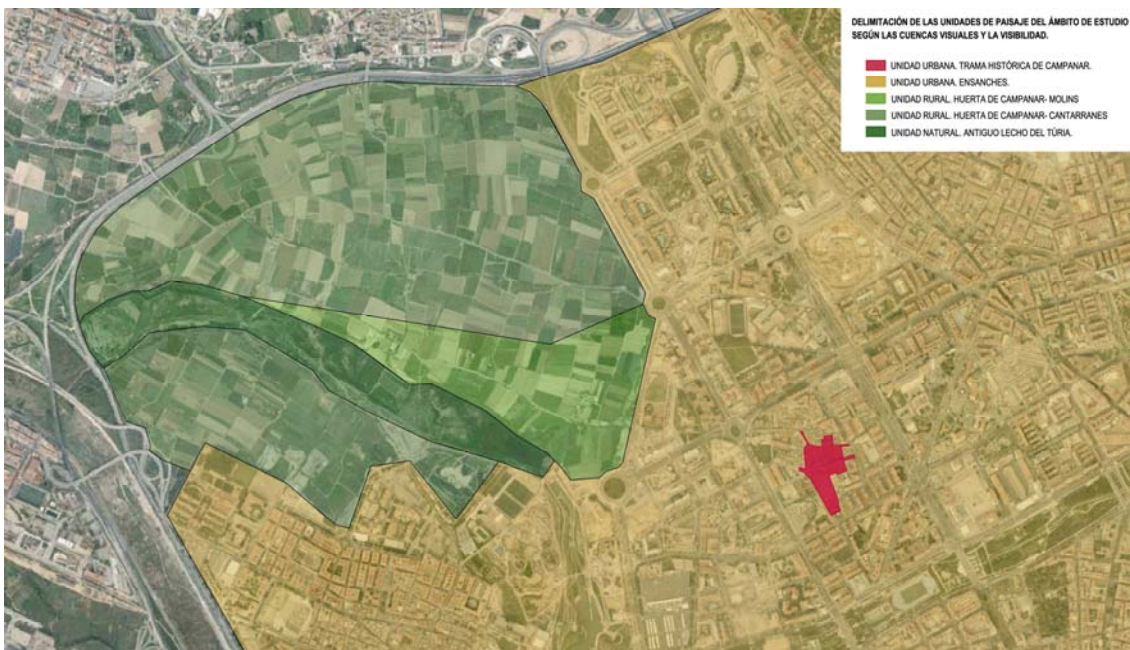 DELIMITACIÓN DE LAS UNIDADES DE PAISAJE DEL ÁMBITO DE ESTUDIO
SEGÚN LAS CUENCAS VISUALES Y LA VISIBILIDAD.
UNIDAD URBANA. TRAMA HISTÓRICA DE CAMPANAR.
UNIDAD URBANA. ENSANCHES.
UNIDAD RURAL. HUERTA DE CAMPANAR- MOLINS
UNIDAD RURAL. HUERTA DE CAMPANAR- CANTARRANES
UNIDAD NATURAL. ANTIGUO LECHO DEL TÚRIA.